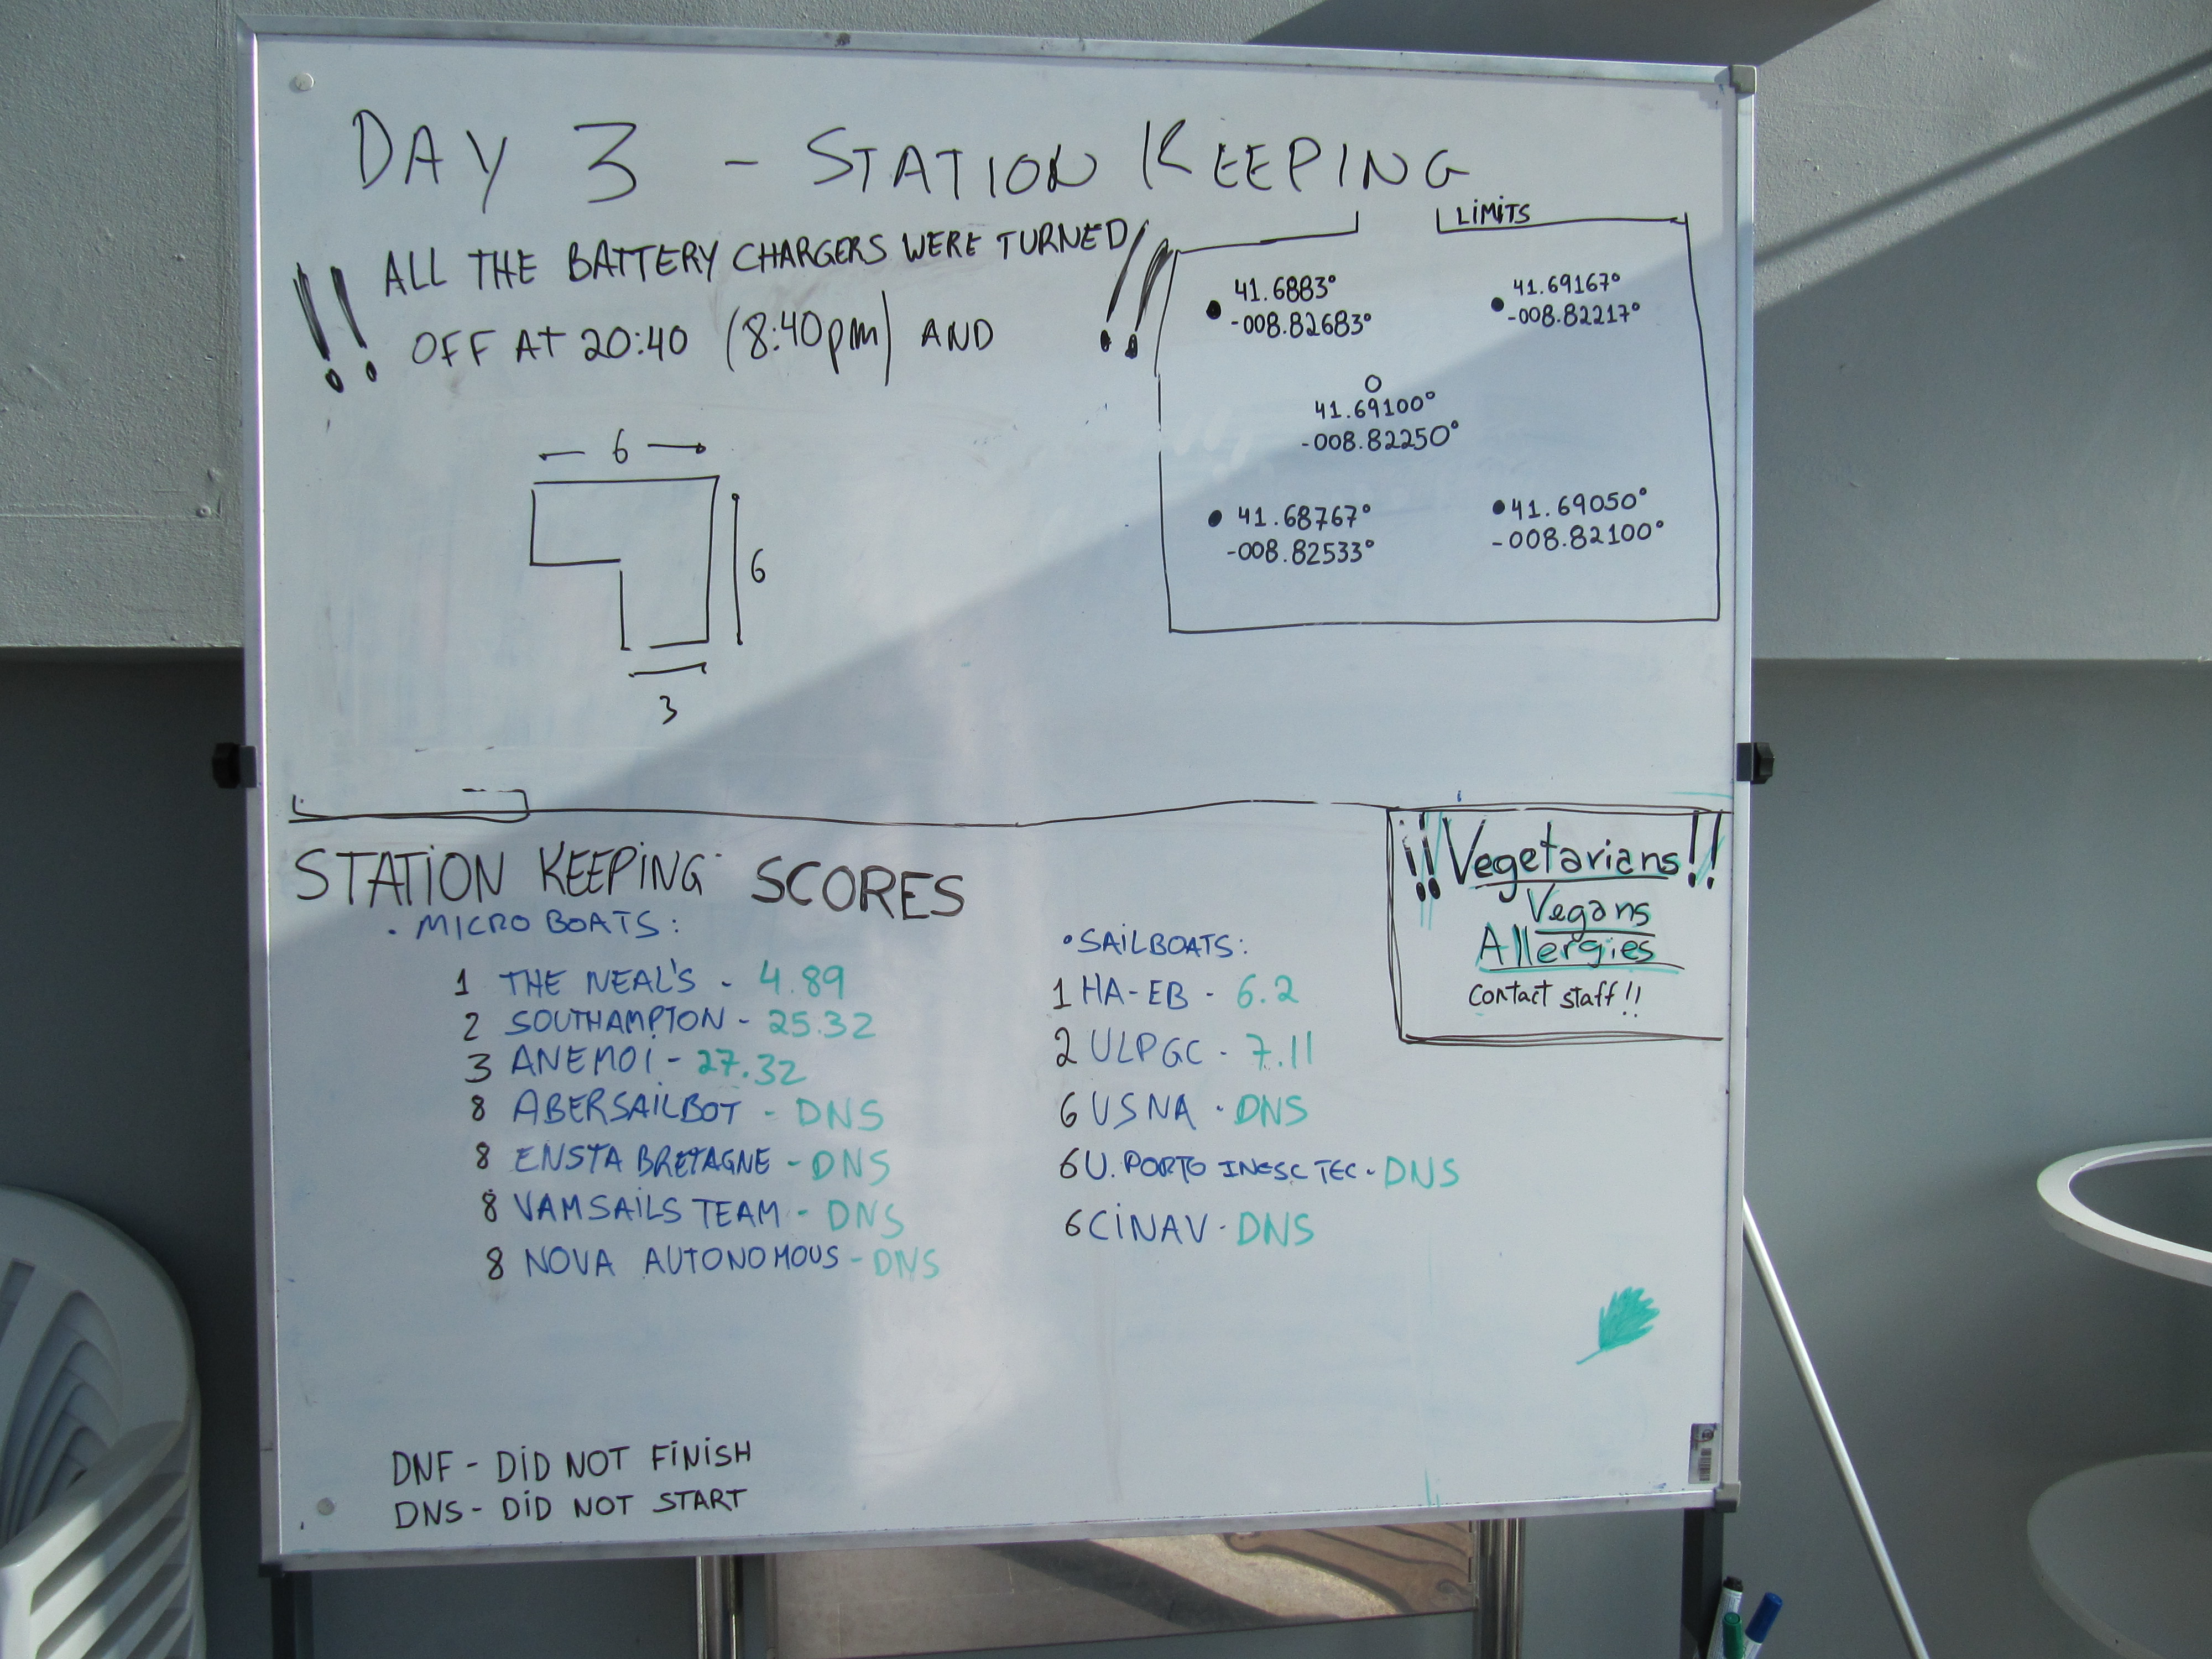 DAY 3 - STATION KEEPING
!! ALL THE BATTERY CHARGERS WERE TURNED !!
OFF AT 20:40 (8:40pm) AND
6
6
3
LIMITS
41.6883°
-008.82683°
41.69167°
-008.82217°
41.69100°
-008.82250°
41.68767°
-008.82533°
41.69050°
-008.82100°
STATION KEEPING SCORES
• MICRO BOATS:
1 THE NEAL'S - 4.89
2 SOUTHAMPTON - 25.32
3 ANEMOI - 27.32
8 ABERSAILBOT - DNS
8 ENSTA BRETAGNE - DNS
8 VAMSAILS TEAM - DNS
8 NOVA AUTONOMOUS - DNS
• SAILBOATS:
1 HA-EB - 6.2
2 ULPGC - 7.11
6 USNA - DNS
6 U. PORTO INESC TEC - DNS
6 CINAV - DNS
!! Vegetarians !!
Vegans
Allergies
contact staff !!
DNF - DID NOT FINISH
DNS - DID NOT START